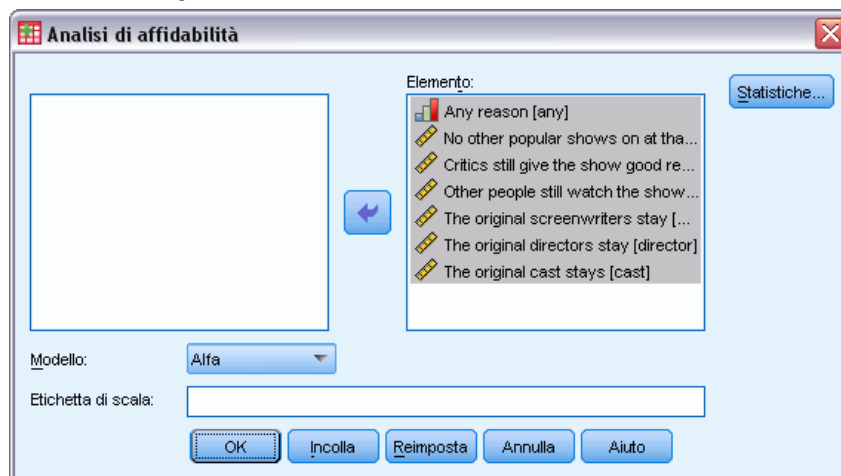 Analisi di affidabilità
Elemento:
Statistiche...
Any reason [any]
No other popular shows on at tha...
Critics still give the show good re...
Other people still watch the show...
The original screenwriters stay [...
The original directors stay [director]
The original cast stays [cast]
Modello:
Alfa
Etichetta di scala:
OK
Incolla
Reimposta
Annulla
Aiuto